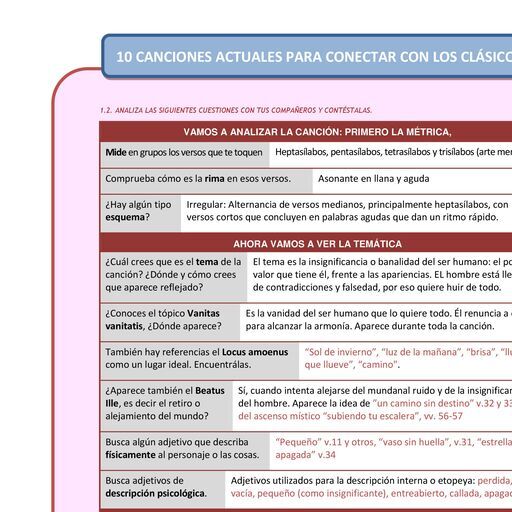 10 CANCIONES ACTUALES PARA CONECTAR CON LOS CLÁSICO
1.2. ANALIZA LAS SIGUIENTES CUESTIONES CON TUS COMPAÑEROS Y CONTÉSTALAS.
VAMOS A ANALIZAR LA CANCIÓN: PRIMERO LA MÉTRICA,
Mide en grupos los versos que te toquen
Heptasílabos, pentasílabos, tetrasílabos y trisílabos (arte
Comprueba cómo es la rima en esos versos.
Asonante en llana y aguda
¿Hay algún tipo
esquema?
Irregular: Alternancia de versos medianos, principalmente heptasílabos, con
versos cortos que concluyen en palabras agudas que dan un ritmo rápido.
AHORA VAMOS A VER LA TEMÁTICA
¿Cuál crees que es el tema de la
canción? ¿Dónde y cómo crees
que aparece reflejado?
El tema es la insignificancia o banalidad del ser humano: el
valor que tiene él, frente a las apariencias. EL hombre está
de contradicciones y falsedad, por eso quiere huir de todo.
¿Conoces el tópico Vanitas
vanitatis, ¿Dónde aparece?
Es la vanidad del ser humano que lo quiere todo. Él renuncia a
para alcanzar la armonía. Aparece durante toda la canción.
También hay referencias el Locus amoenus
como un lugar ideal. Encuéntralas.
"Sol de invierno", "luz de la mañana", "brisa",
que llueve", "camino".
¿Aparece también el Beatus
Ille, es decir el retiro o
alejamiento del mundo?
Sí, cuando intenta alejarse del mundanal ruido y de la
del hombre. Aparece la idea de "un camino sin destino" v.32 y
del ascenso místico "subiendo tu escalera", vv. 56-57
Busca algún adjetivo que describa
físicamente al personaje o las cosas.
"Pequeño" v.11 y otros, "vaso sin huella", v.31, "estrella
apagada" v.34
Busca adjetivos de
descripción psicológica.
Adjetivos utilizados para la descripción interna o etopeya: perdida,
vacía, pequeño (como insignificante), entreabierto, callada,